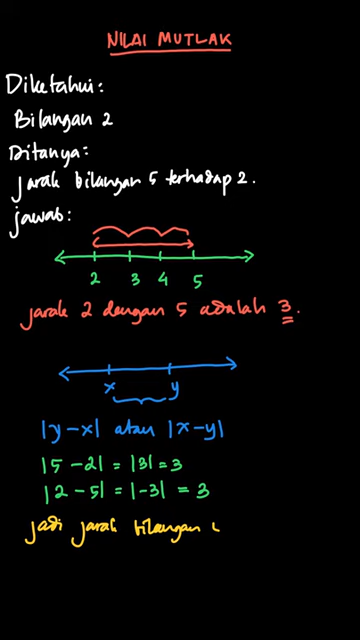 NILAI MUTLAK
Diketahui:
Bilangan 2
Ditanya:
Jarak bilangan 5 terhadap 2.
Jawab:
2 3 4 5
Jarak 2 dengan 5 adalah 3.
x y
|y-x| atau |x-y|
|5-2| = |3| = 3
|2-5| = |-3| = 3
Jadi jarak bilangan